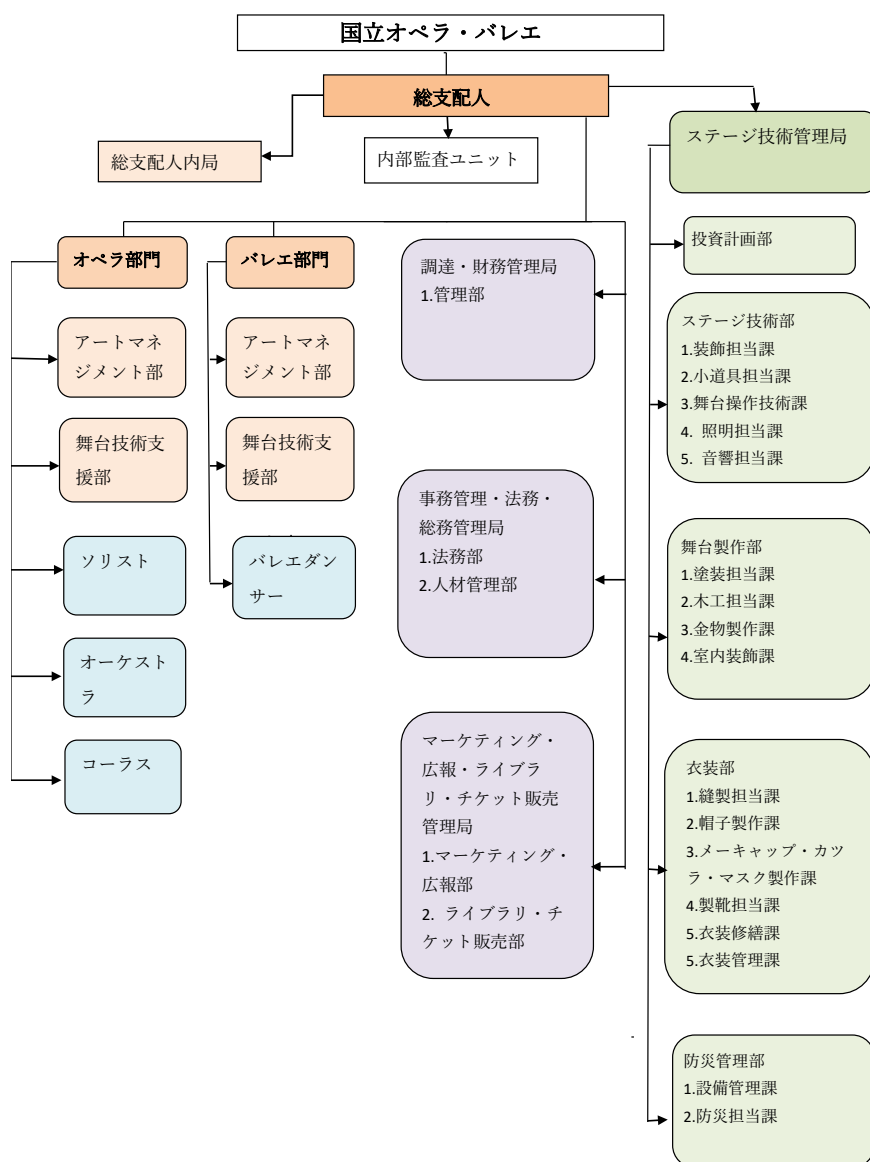 国立オペラ・バレエ
総支配人
総支配人内局
内部監査ユニット
ステージ技術管理局
オペラ部門
アートマネ
ジメント部
舞台技術支
援部
ソリスト
オーケスト
ラ
コーラス
バレエ部門
アートマネ
ジメント部
舞台技術支
援部
バレエダン
サー
調達・財務管理局
1.管理部
事務管理・法務・
総務管理局
1.法務部
2.人材管理部
マーケティング・
広報・ライブラ
リ・チケット販売
管理局
1.マーケティング・
広報部
2. ライブラリ・チ
ケット販売部
投資計画部
ステージ技術部
1.装飾担当課
2.小道具担当課
3.舞台操作技術課
4. 照明担当課
5. 音響担当課
舞台製作部
1.塗装担当課
2.木工担当課
3.金物製作課
4.室内装飾課
衣装部
1.縫製担当課
2.帽子製作課
3.メーキャップ・カツ
ラ・マスク製作課
4.製靴担当課
5.衣装修繕課
5.衣装管理課
防災管理部
1.設備管理課
2.防災担当課